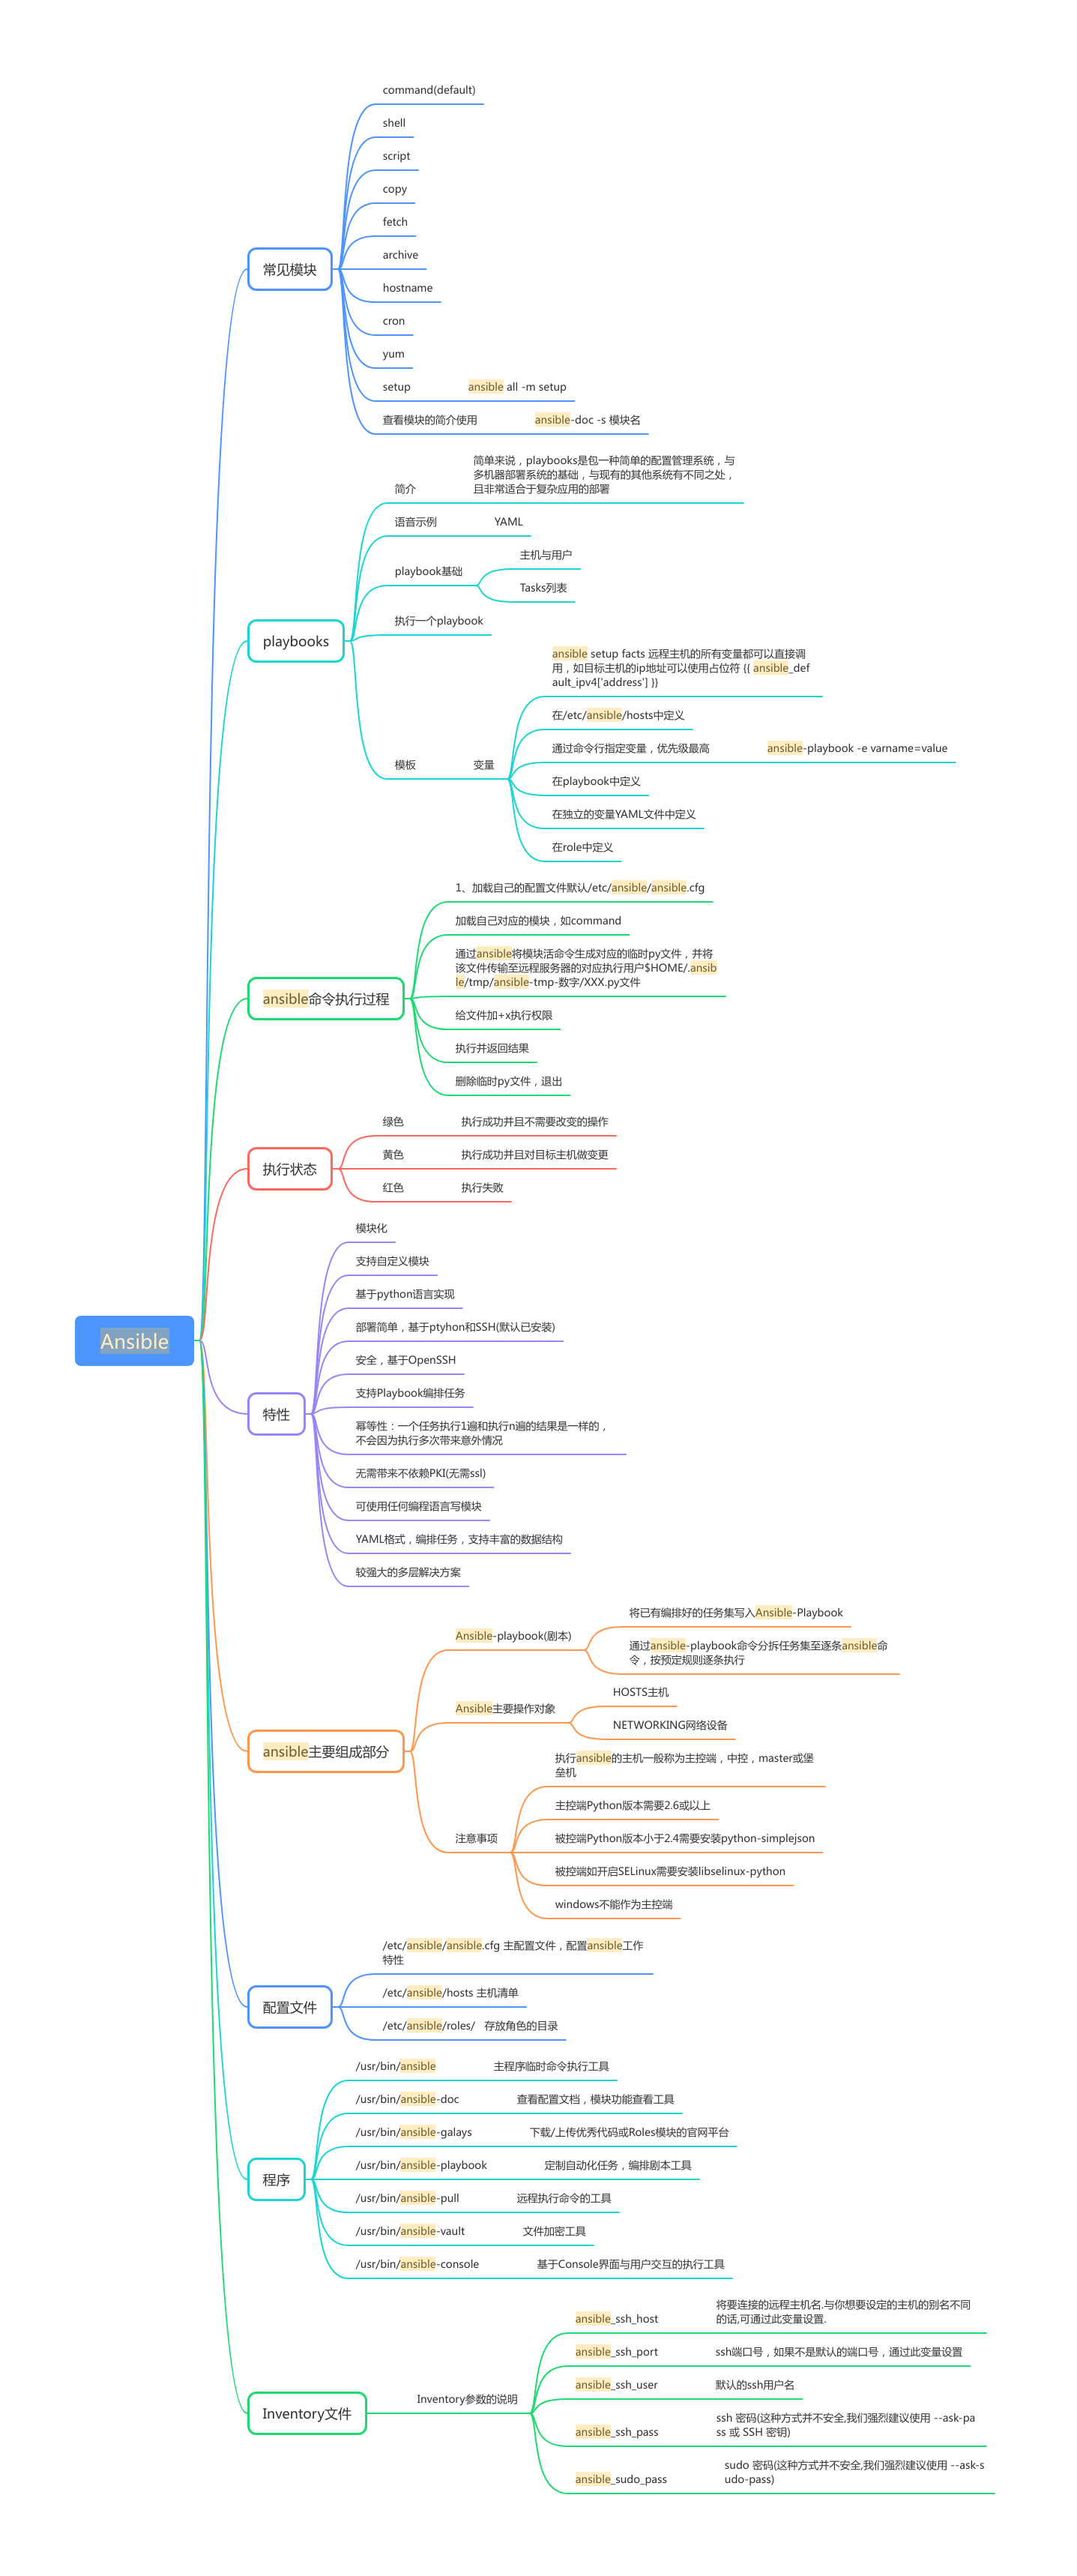 Ansible
常见模块
command(default)
shell
script
copy
fetch
archive
hostname
cron
yum
setup
ansible all -m setup
查看模块的简介使用
ansible-doc -s 模块名
playbooks
简介
简单来说，playbooks是包一种简单的配置管理系统，与
多机器部署系统的基础，与现有的其他系统有不同之处，
且非常适合于复杂应用的部署
语音示例
YAML
playbook基础
主机与用户
Tasks列表
执行一个playbook
模板
变量
ansible setup facts 远程主机的所有变量都可以直接调
用，如目标主机的ip地址可以使用占位符 {{ ansible_def
ault_ipv4['address'] }}
在/etc/ansible/hosts中定义
通过命令行指定变量，优先级最高
ansible-playbook -e varname=value
在playbook中定义
在独立的变量YAML文件中定义
在role中定义
ansible命令执行过程
1、加载自己的配置文件默认/etc/ansible/ansible.cfg
加载自己对应的模块，如command
通过ansible将模块活命令生成对应的临时py文件，并将
该文件传输至远程服务器的对应执行用户$HOME/.ansib
le/tmp/ansible-tmp-数字/XXX.py文件
给文件加+x执行权限
执行并返回结果
删除临时py文件，退出
执行状态
绿色
执行成功并且不需要改变的操作
黄色
执行成功并且对目标主机做变更
红色
执行失败
特性
模块化
支持自定义模块
基于python语言实现
部署简单，基于ptyhon和SSH(默认已安装)
安全，基于OpenSSH
支持Playbook编排任务
幂等性：一个任务执行1遍和执行n遍的结果是一样的，
不会因为执行多次带来意外情况
无需带来不依赖PKI(无需ssl)
可使用任何编程语言写模块
YAML格式，编排任务，支持丰富的数据结构
较强大的多层解决方案
ansible主要组成部分
Ansible-playbook(剧本)
将已有编排好的任务集写入Ansible-Playbook
通过ansible-playbook命令分拆任务集至逐条ansible命
令，按预定规则逐条执行
Ansible主要操作对象
HOSTS主机
NETWORKING网络设备
注意事项
执行ansible的主机一般称为主控端，中控，master或堡
垒机
主控端Python版本需要2.6或以上
被控端Python版本小于2.4需要安装python-simplejson
被控端如开启SELinux需要安装libselinux-python
windows不能作为主控端
配置文件
/etc/ansible/ansible.cfg 主配置文件，配置ansible工作
特性
/etc/ansible/hosts 主机清单
/etc/ansible/roles/ 存放角色的目录
程序
/usr/bin/ansible
主程序临时命令执行工具
/usr/bin/ansible-doc
查看配置文档，模块功能查看工具
/usr/bin/ansible-galays
下载/上传优秀代码或Roles模块的官网平台
/usr/bin/ansible-playbook
定制自动化任务，编排剧本工具
/usr/bin/ansible-pull
远程执行命令的工具
/usr/bin/ansible-vault
文件加密工具
/usr/bin/ansible-console
基于Console界面与用户交互的执行工具
Inventory文件
Inventory参数的说明
ansible_ssh_host
将要连接的远程主机名.与你想要设定的主机的别名不同
的话,可通过此变量设置.
ansible_ssh_port
ssh端口号，如果不是默认的端口号，通过此变量设置
ansible_ssh_user
默认的ssh用户名
ansible_ssh_pass
ssh 密码(这种方式并不安全,我们强烈建议使用 --ask-pa
ss 或 SSH 密钥)
ansible_sudo_pass
sudo 密码(这种方式并不安全,我们强烈建议使用 --ask-s
udo-pass)